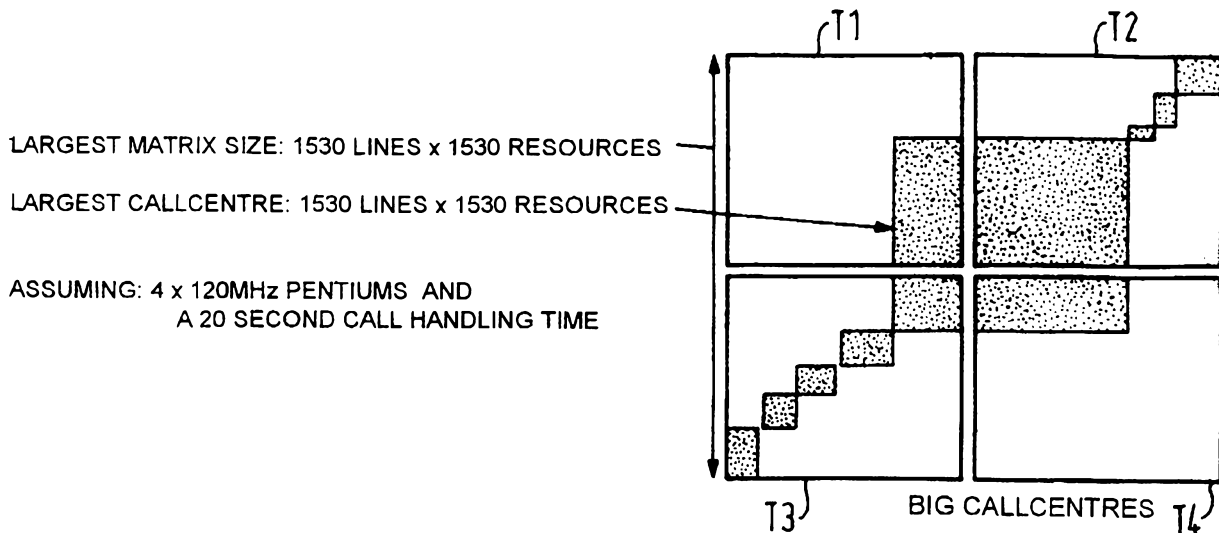 T1
T2
LARGEST MATRIX SIZE: 1530 LINES x 1530 RESOURCES
LARGEST CALLCENTRE: 1530 LINES x 1530 RESOURCES
ASSUMING: 4 x 120MHz PENTIUMS AND
A 20 SECOND CALL HANDLING TIME
T3
BIG CALLCENTRES
T4